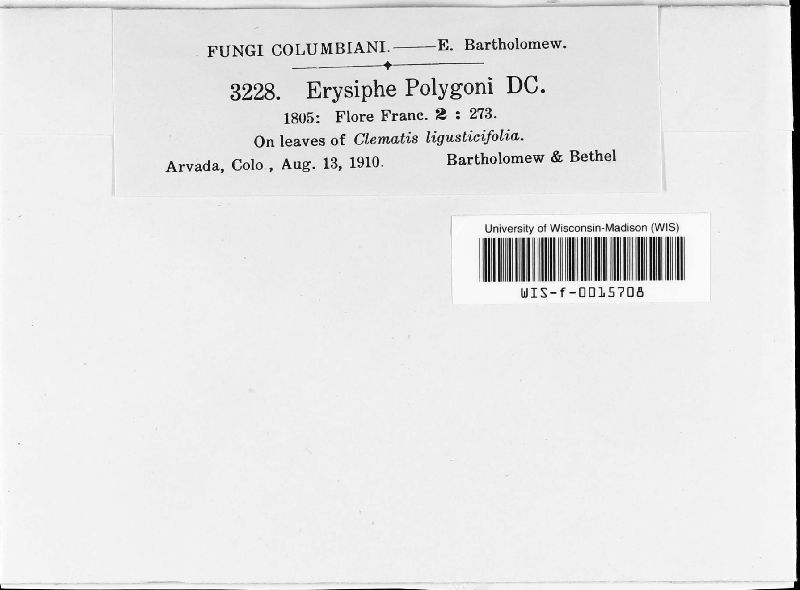 FUNGI COLUMBIANI.——E. Bartholomew.
3228. Erysiphe Polygoni DC.
1805: Flore Franc. 2 : 273.
On leaves of Clematis ligusticifolia.
Arvada, Colo , Aug. 13, 1910. Bartholomew & Bethel
University of Wisconsin-Madison (WIS)
WIS-f-0015708